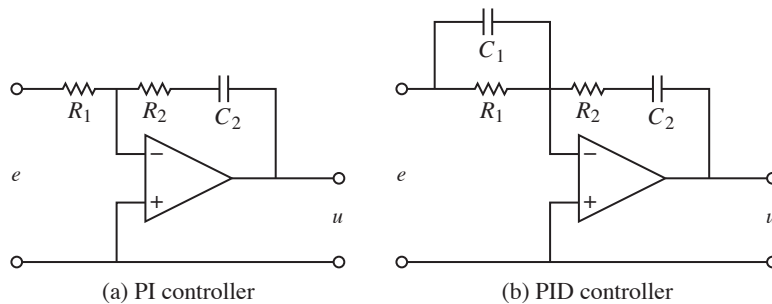 R1
R2
C2
−
+
e
u
(a) PI controller
C1
R1
R2
C2
−
+
e
u
(b) PID controller